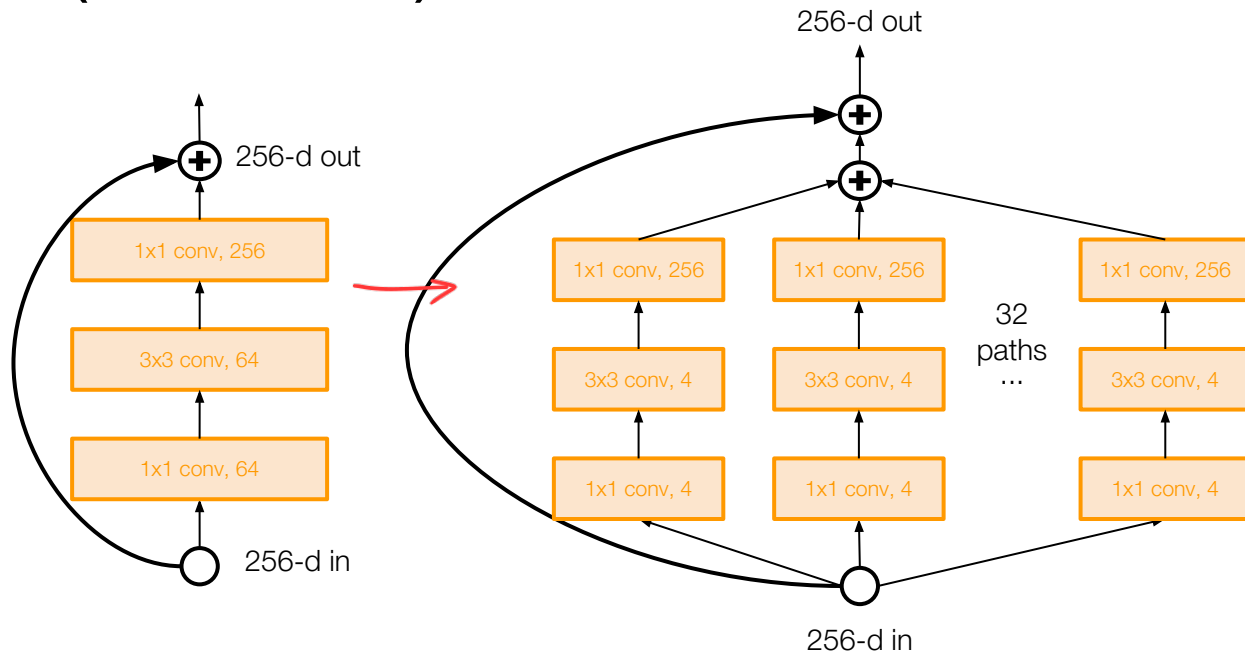 256-d out
1x1 conv, 256
3x3 conv, 64
1x1 conv, 64
256-d in
256-d out
1x1 conv, 256
1x1 conv, 256
1x1 conv, 256
32
paths
...
3x3 conv, 4
3x3 conv, 4
3x3 conv, 4
1x1 conv, 4
1x1 conv, 4
1x1 conv, 4
256-d in